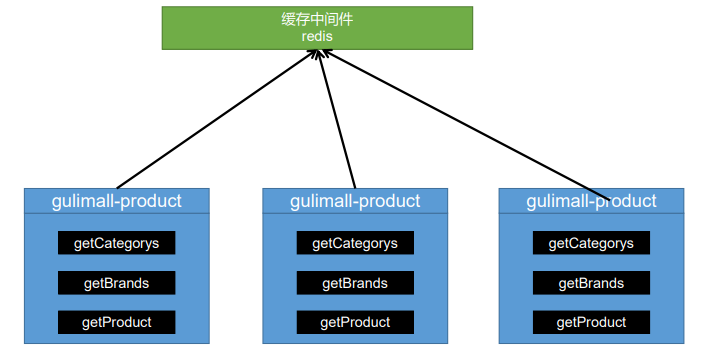 缓存中间件
redis
gulimall-product
getCategorys
getBrands
getProduct
gulimall-product
getCategorys
getBrands
getProduct
gulimall-product
getCategorys
getBrands
getProduct